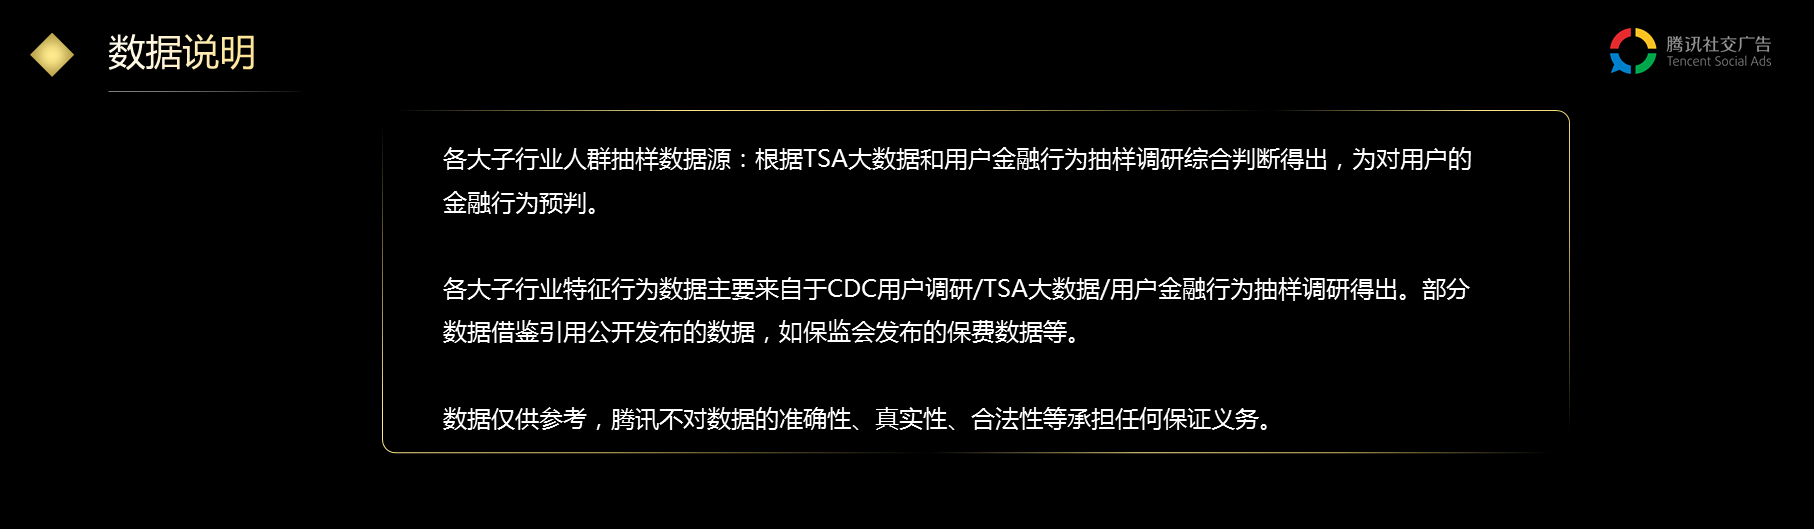 数据说明
腾讯社交广告
Tencent Social Ads
各大子行业人群抽样数据源：根据TSA大数据和用户金融行为抽样调研综合判断得出，为对用户的
金融行为预判。
各大子行业特征行为数据主要来自于CDC用户调研/TSA大数据/用户金融行为抽样调研得出。部分
数据借鉴引用公开发布的数据，如保监会发布的保费数据等。
数据仅供参考，腾讯不对数据的准确性、真实性、合法性等承担任何保证义务。